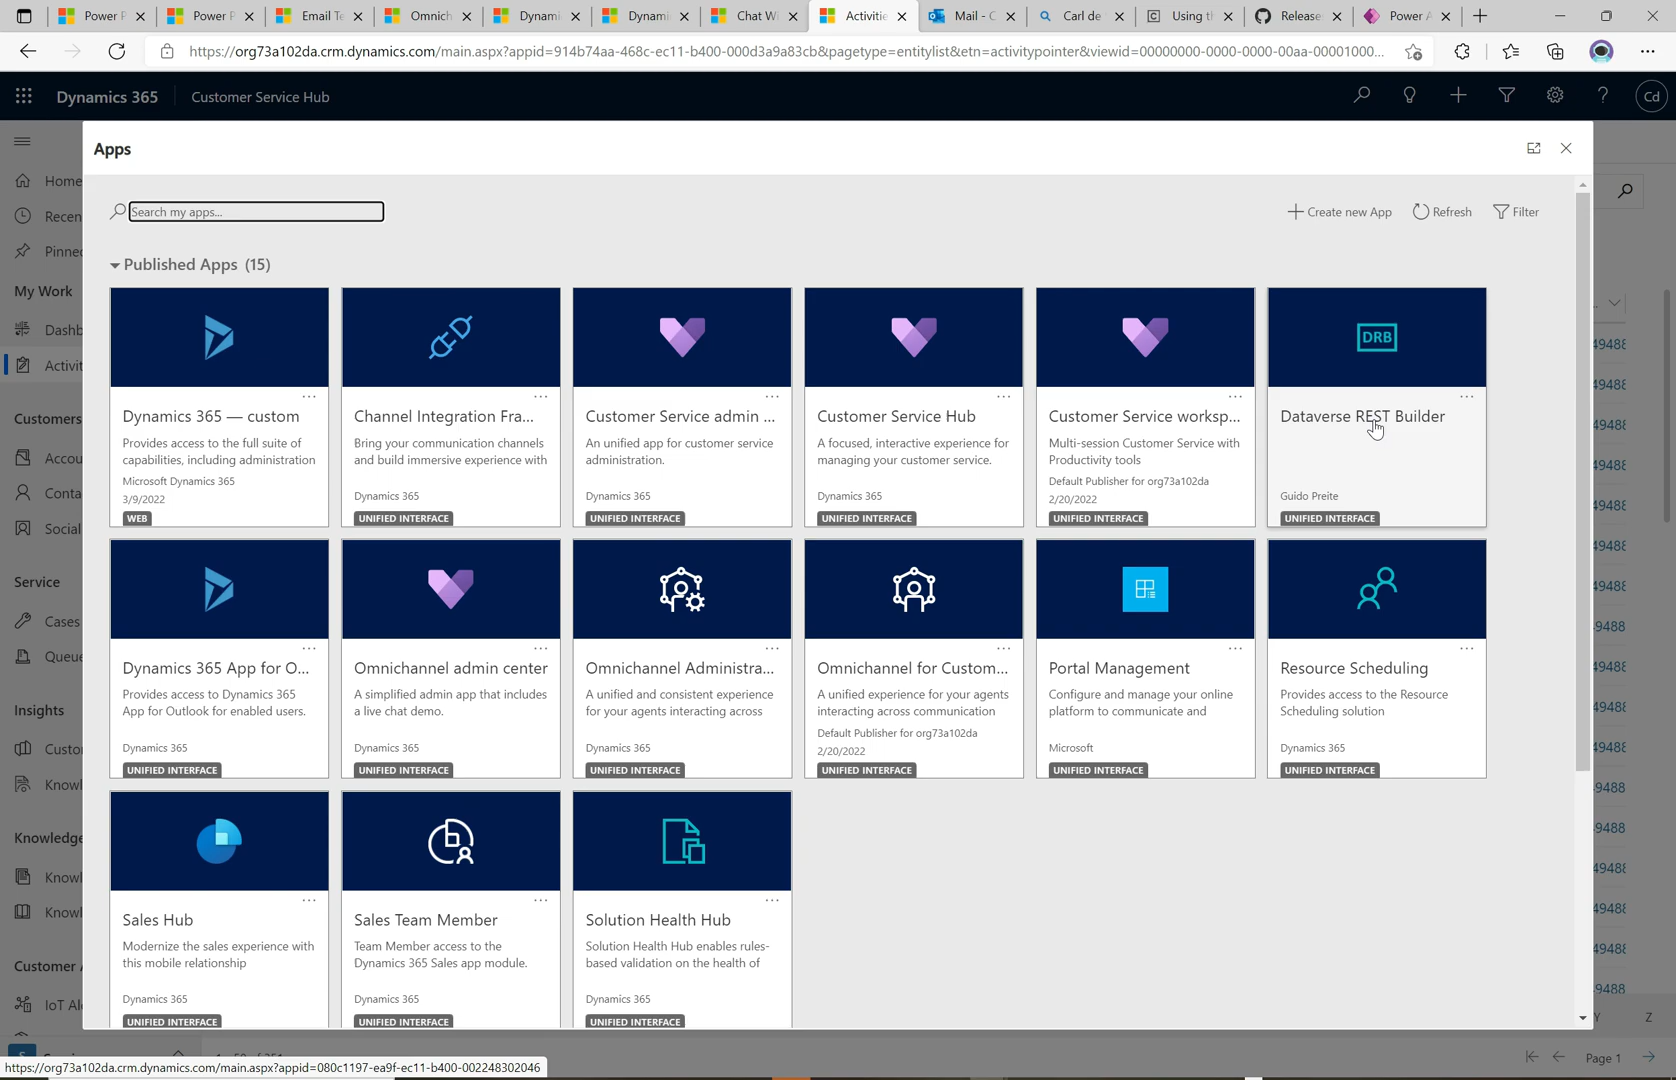 Power P
Power P
Email Te
Omnich
Dynami
Dynami
Chat Wi
Activitie
Mail - C
Carl de
Using th
Release
Power A
https://org73a102da.crm.dynamics.com/main.aspx?appid=914b74aa-468c-ec11-b400-000d3a9a83cb&pagetype=entitylist&etn=activitypointer&viewid=00000000-0000-0000-00aa-00001000...
Dynamics 365
Customer Service Hub
Cd
Apps
Home
Recen
Pinned
My Work
Dashb
Activit
Customers
Accou
Conta
Social
Service
Cases
Queue
Insights
Custo
Knowl
Knowledge
Knowl
Knowl
Customer A
IoT Al
Search my apps...
Create new App
Refresh
Filter
Published Apps (15)
Dynamics 365 — custom
Provides access to the full suite of
capabilities, including administration
Microsoft Dynamics 365
3/9/2022
WEB
Channel Integration Fra...
Bring your communication channels
and build immersive experience with
Dynamics 365
UNIFIED INTERFACE
Customer Service admin ...
An unified app for customer service
administration.
Dynamics 365
UNIFIED INTERFACE
Customer Service Hub
A focused, interactive experience for
managing your customer service.
Dynamics 365
UNIFIED INTERFACE
Customer Service worksp...
Multi-session Customer Service with
Productivity tools
Default Publisher for org73a102da
2/20/2022
UNIFIED INTERFACE
DRB
Dataverse REST Builder
Guido Preite
UNIFIED INTERFACE
Dynamics 365 App for O...
Provides access to Dynamics 365
App for Outlook for enabled users.
Dynamics 365
UNIFIED INTERFACE
Omnichannel admin center
A simplified admin app that includes
a live chat demo.
Dynamics 365
UNIFIED INTERFACE
Omnichannel Administra...
A unified and consistent experience
for your agents interacting across
Dynamics 365
UNIFIED INTERFACE
Omnichannel for Custom...
A unified experience for your agents
interacting across communication
Default Publisher for org73a102da
2/20/2022
UNIFIED INTERFACE
Portal Management
Configure and manage your online
platform to communicate and
Microsoft
UNIFIED INTERFACE
Resource Scheduling
Provides access to the Resource
Scheduling solution
Dynamics 365
UNIFIED INTERFACE
Sales Hub
Modernize the sales experience with
this mobile relationship
Dynamics 365
UNIFIED INTERFACE
Sales Team Member
Team Member access to the
Dynamics 365 Sales app module.
Dynamics 365
UNIFIED INTERFACE
Solution Health Hub
Solution Health Hub enables rules-
based validation on the health of
Dynamics 365
UNIFIED INTERFACE
Y
Z
Page 1
https://org73a102da.crm.dynamics.com/main.aspx?appid=080c1197-ea9f-ec11-b400-002248302046